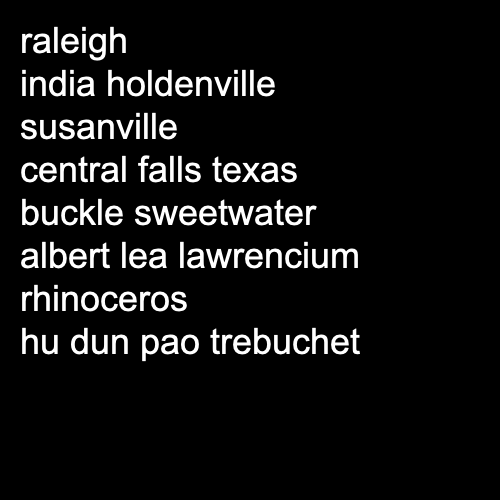 raleigh
india holdenville
susanville
central falls texas
buckle sweetwater
albert lea lawrencium
rhinoceros
hu dun pao trebuchet